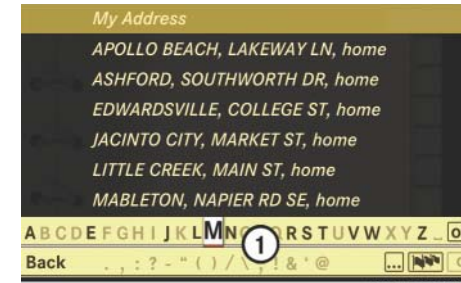 My Address
APOLLO BEACH, LAKEWAY LN, home
ASHFORD, SOUTHWORTH DR, home
EDWARDSVILLE, COLLEGE ST, home
JACINTO CITY, MARKET ST, home
LITTLE CREEK, MAIN ST, home
MABLETON, NAPIER RD SE, home
ABCDEFGHIJKLMN 1 RSTUVWXYZ_
Back . , : ? - " ( ) / \ , ! & ' @ ...